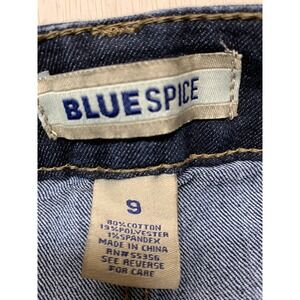 BLUE SPICE
9
80% COTTON
19% POLYESTER
1% SPANDEX
MADE IN CHINA
RN# 55356
SEE REVERSE
FOR CARE